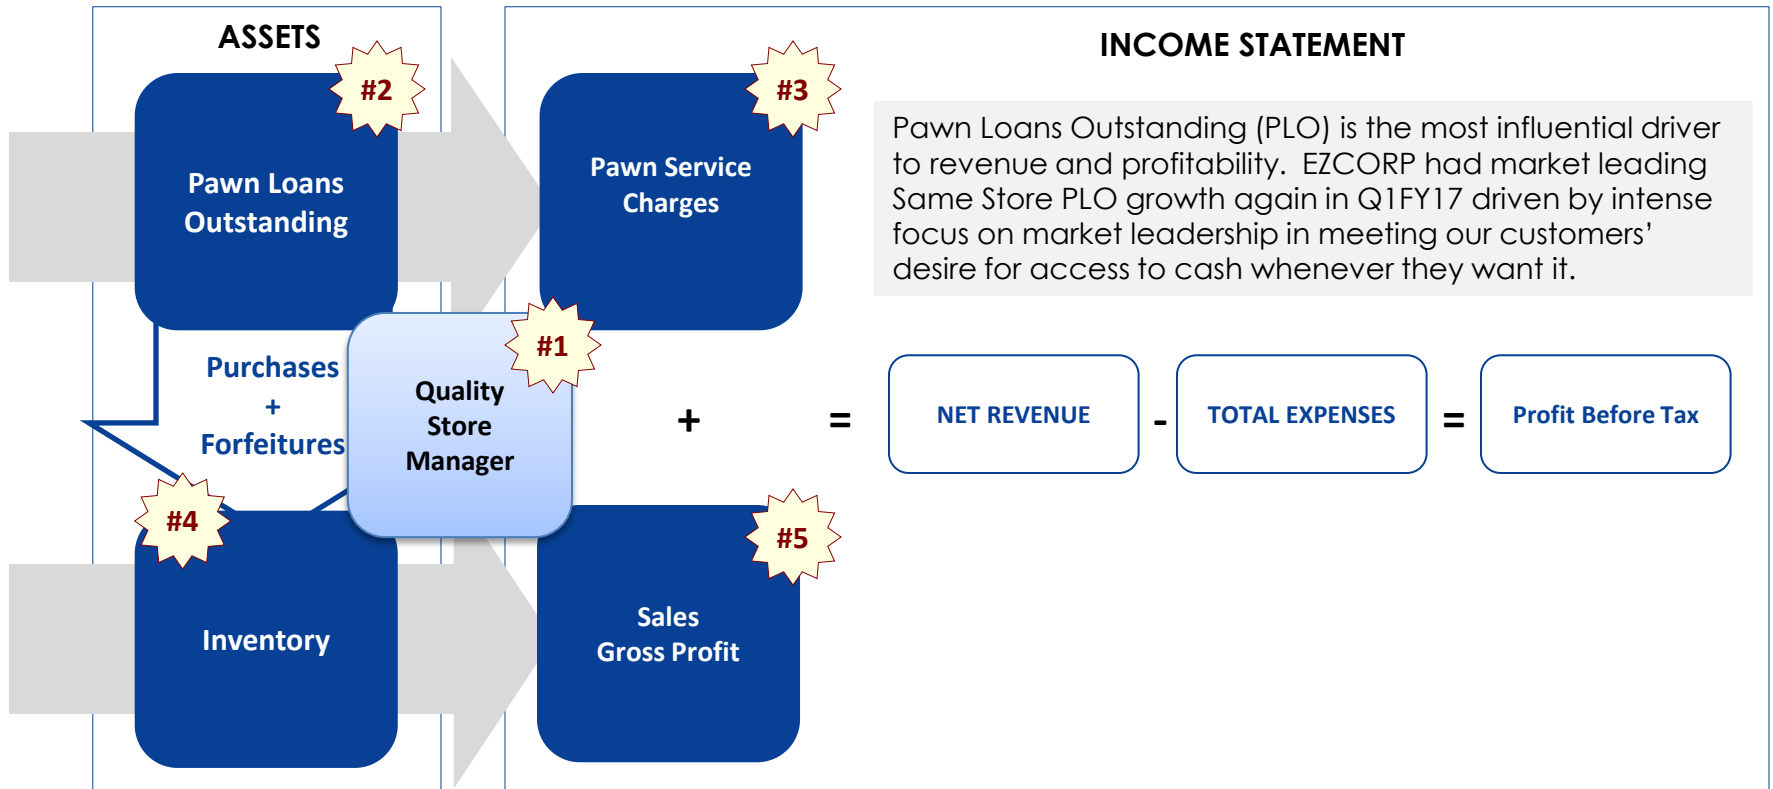 ASSETS
INCOME STATEMENT
#2
#3
Pawn Loans
Outstanding
Pawn Service
Charges
Pawn Loans Outstanding (PLO) is the most influential driver
to revenue and profitability.  EZCORP had market leading
Same Store PLO growth again in Q1FY17 driven by intense
focus on market leadership in meeting our customers’
desire for access to cash whenever they want it.
#1
Purchases
+
Forfeitures
Quality
Store
Manager
+
=
NET REVENUE
-
TOTAL EXPENSES
=
Profit Before Tax
#4
#5
Inventory
Sales
Gross Profit